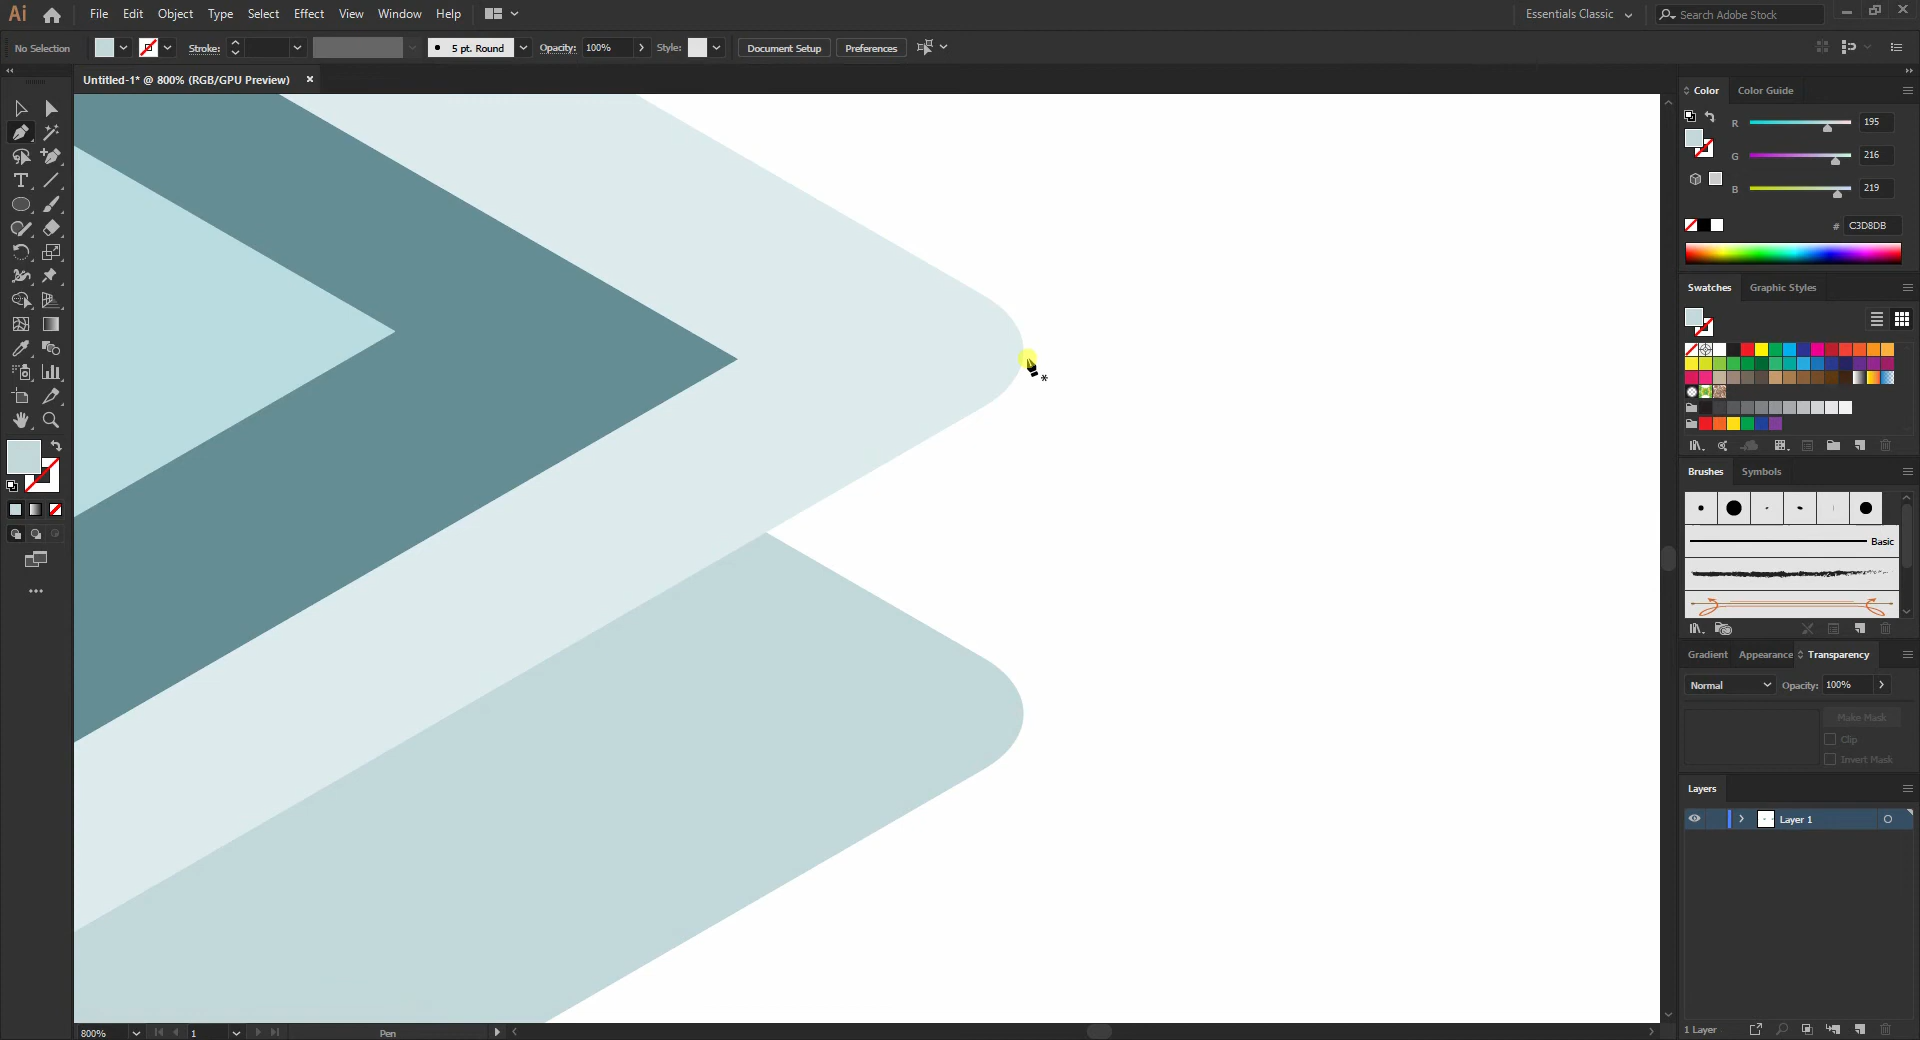 Ai File Edit Object Type Select Effect View Window Help Essentials Classic Search Adobe Stock
No Selection Stroke: 5 pt. Round Opacity: 100% Style: Document Setup Preferences
Untitled-1* @ 800% (RGB/GPU Preview)
Color Color Guide
R 195
G 216
B 219
# C3D8DB
Swatches Graphic Styles
Brushes Symbols
Basic
Gradient Appearance Transparency
Normal Opacity: 100%
Make Mask
Clip
Invert Mask
Layers
Layer 1
1 Layer
800% 1 Pen